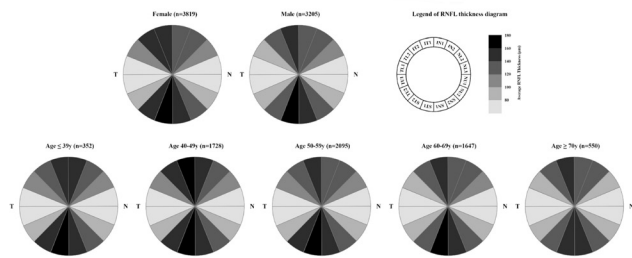 Female (n=3819)
Male (n=3205)
Legend of RNFL thickness diagram
T
N
T
N
180
160
140
120
100
80
Average RNFL Thickness (μm)
Age ≤ 39y (n=352)
Age 40-49y (n=1728)
Age 50-59y (n=2095)
Age 60-69y (n=1647)
Age ≥ 70y (n=550)
T
N
T
N
T
N
T
N
T
N